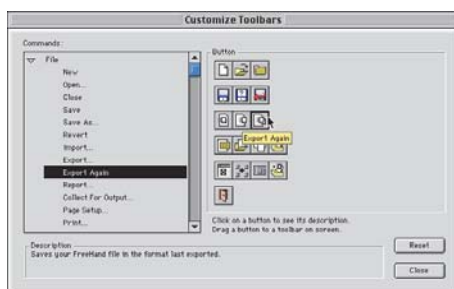 Customize Toolbars
Commands:
File
New
Open...
Close
Save
Save As...
Revert
Import...
Export...
Export Again
Report...
Collect For Output...
Page Setup...
Print...
Button
Export Again
Click on a button to see its description.
Drag a button to a toolbar on screen.
Description
Saves your FreeHand file in the format last exported.
Reset
Close